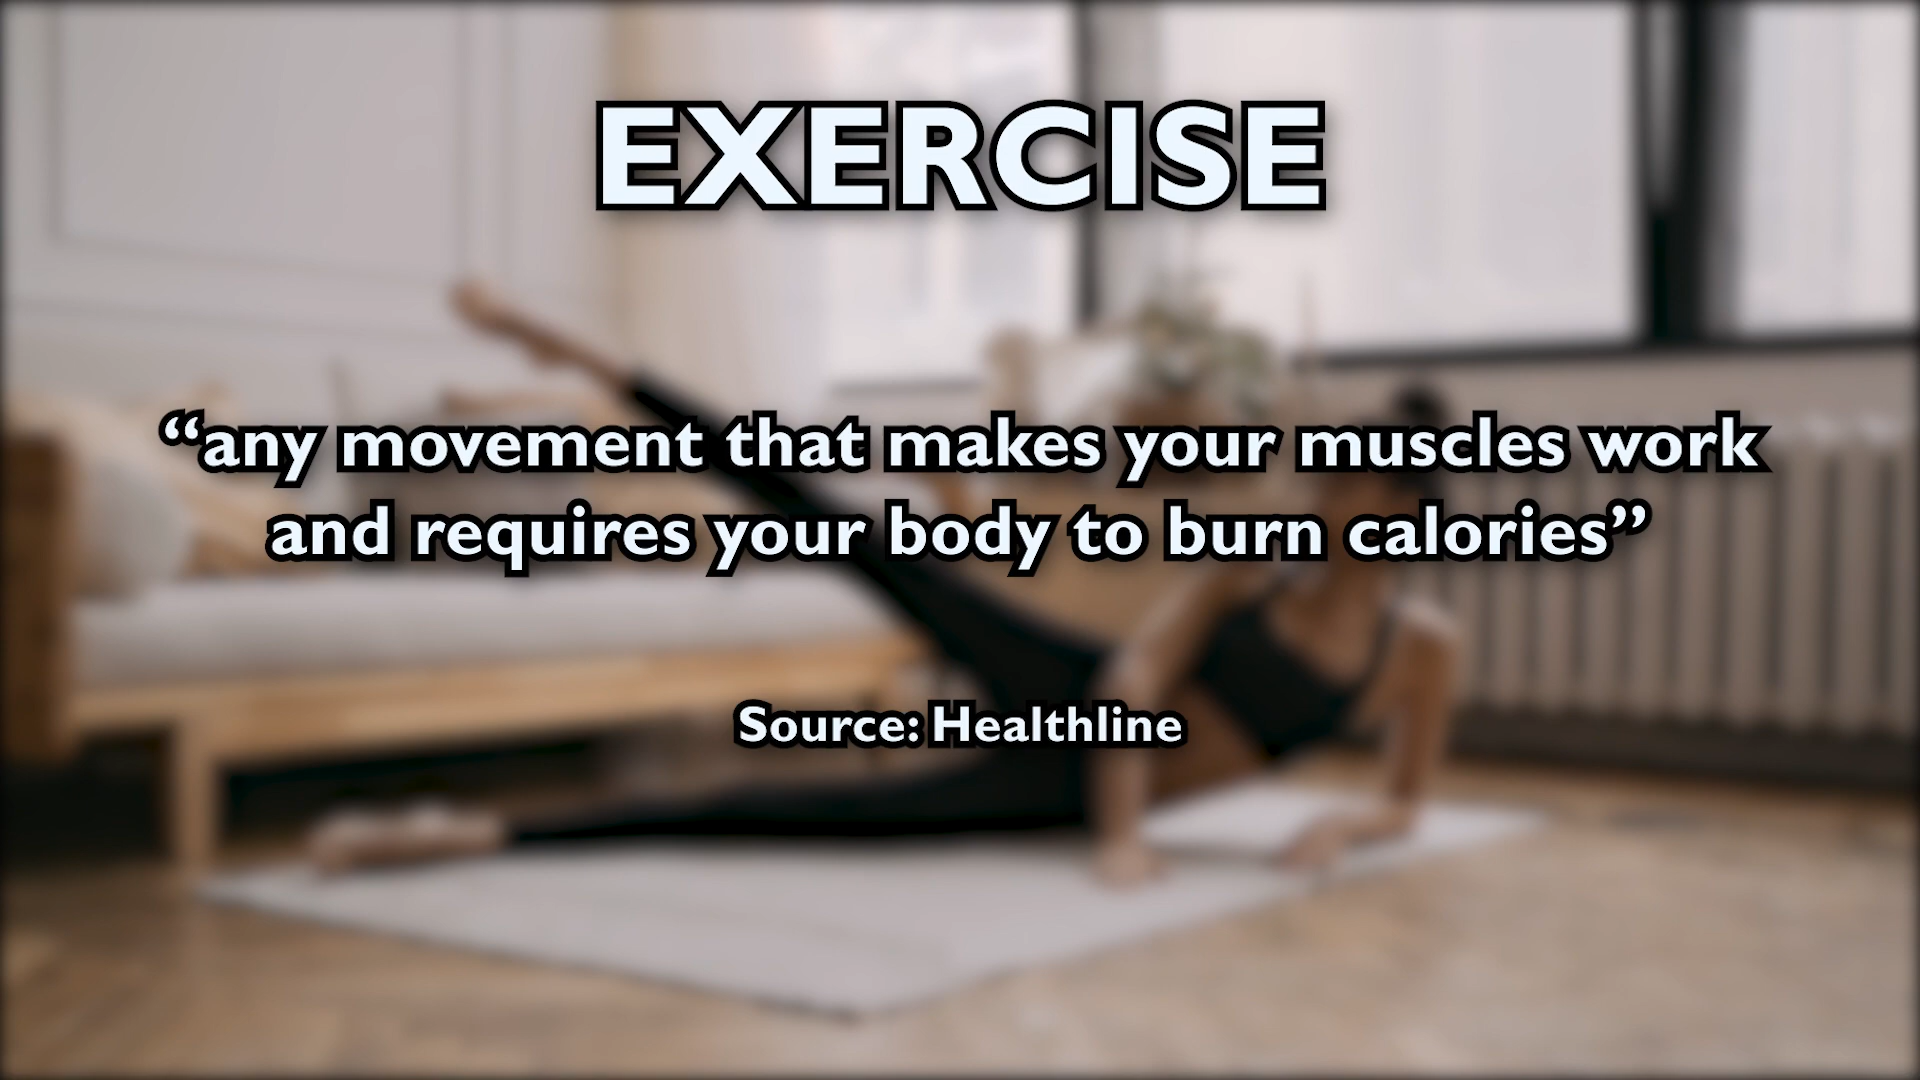 EXERCISE
“any movement that makes your muscles work
and requires your body to burn calories”
Source: Healthline